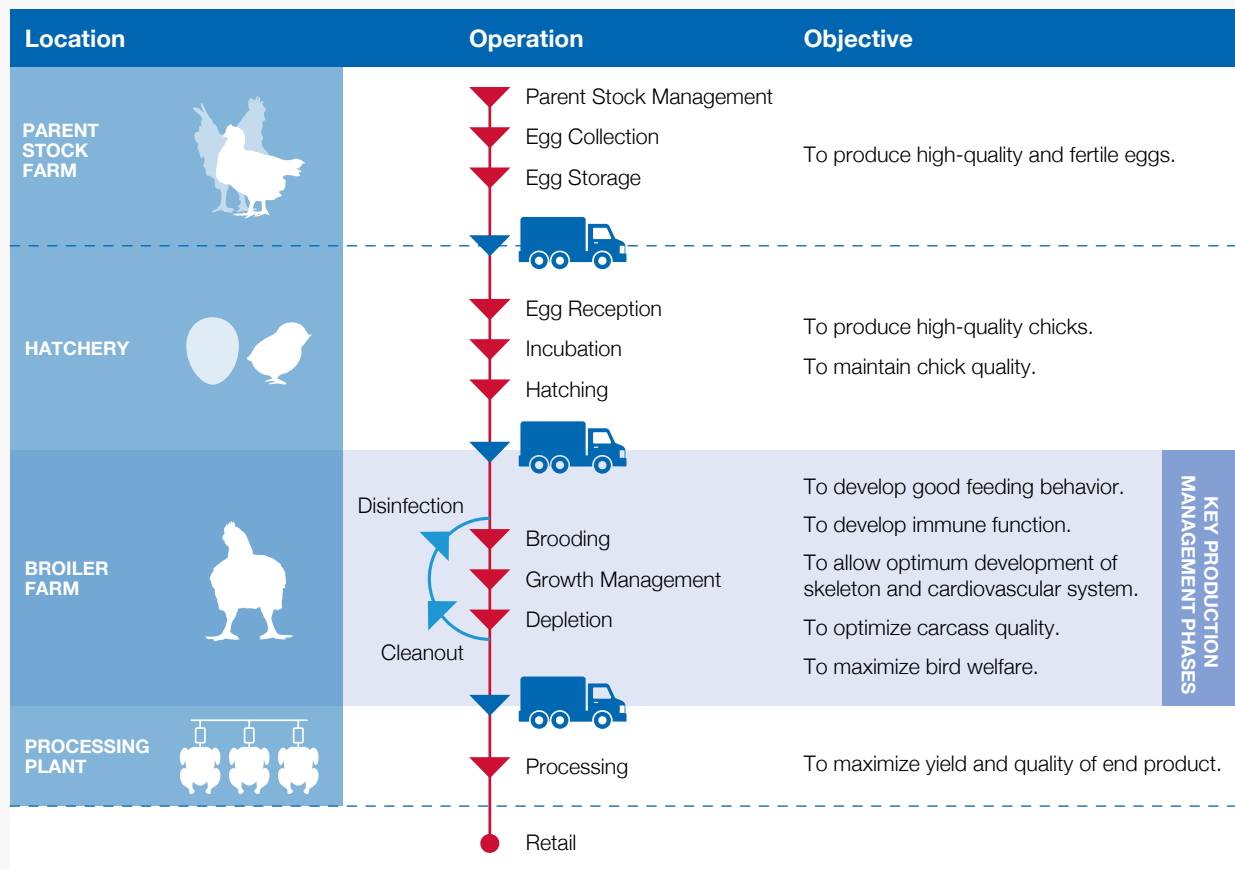 Location
Operation
Objective
PARENT
STOCK
FARM
Parent Stock Management
Egg Collection
Egg Storage
To produce high-quality and fertile eggs.
HATCHERY
Egg Reception
Incubation
Hatching
To produce high-quality chicks.
To maintain chick quality.
BROILER
FARM
Disinfection
Cleanout
Brooding
Growth Management
Depletion
To develop good feeding behavior.
To develop immune function.
To allow optimum development of
skeleton and cardiovascular system.
To optimize carcass quality.
To maximize bird welfare.
KEY PRODUCTION
MANAGEMENT PHASES
PROCESSING
PLANT
Processing
To maximize yield and quality of end product.
Retail